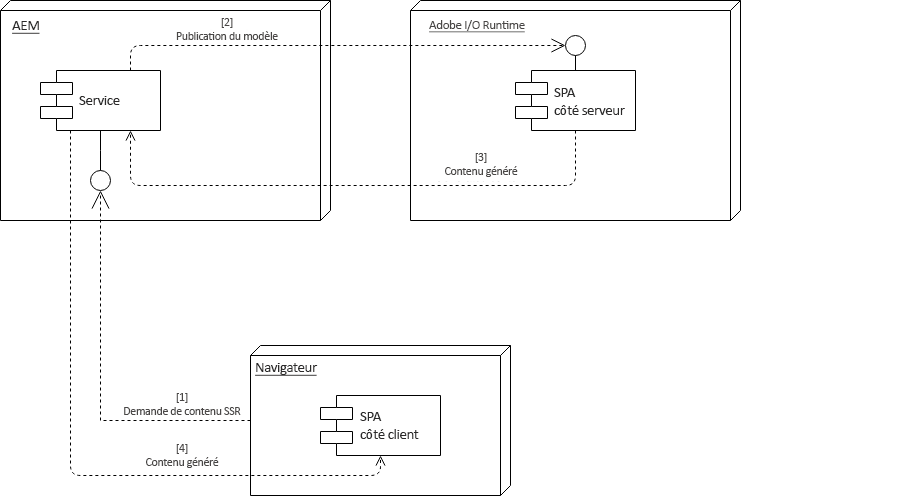 AEM
[2]
Publication du modèle
Adobe I/O Runtime
Service
SPA
côté serveur
[3]
Contenu généré
Navigateur
[1]
Demande de contenu SSR
SPA
côté client
[4]
Contenu généré